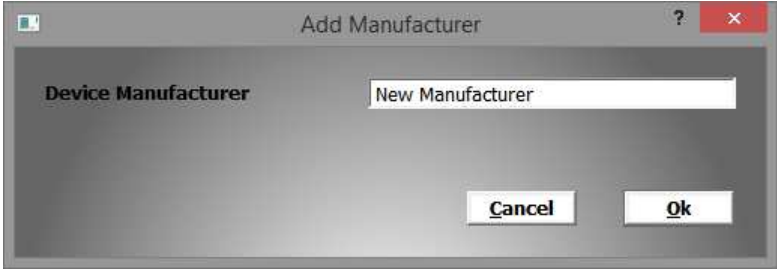 Add Manufacturer
?
×
Device Manufacturer
New Manufacturer
Cancel
Ok